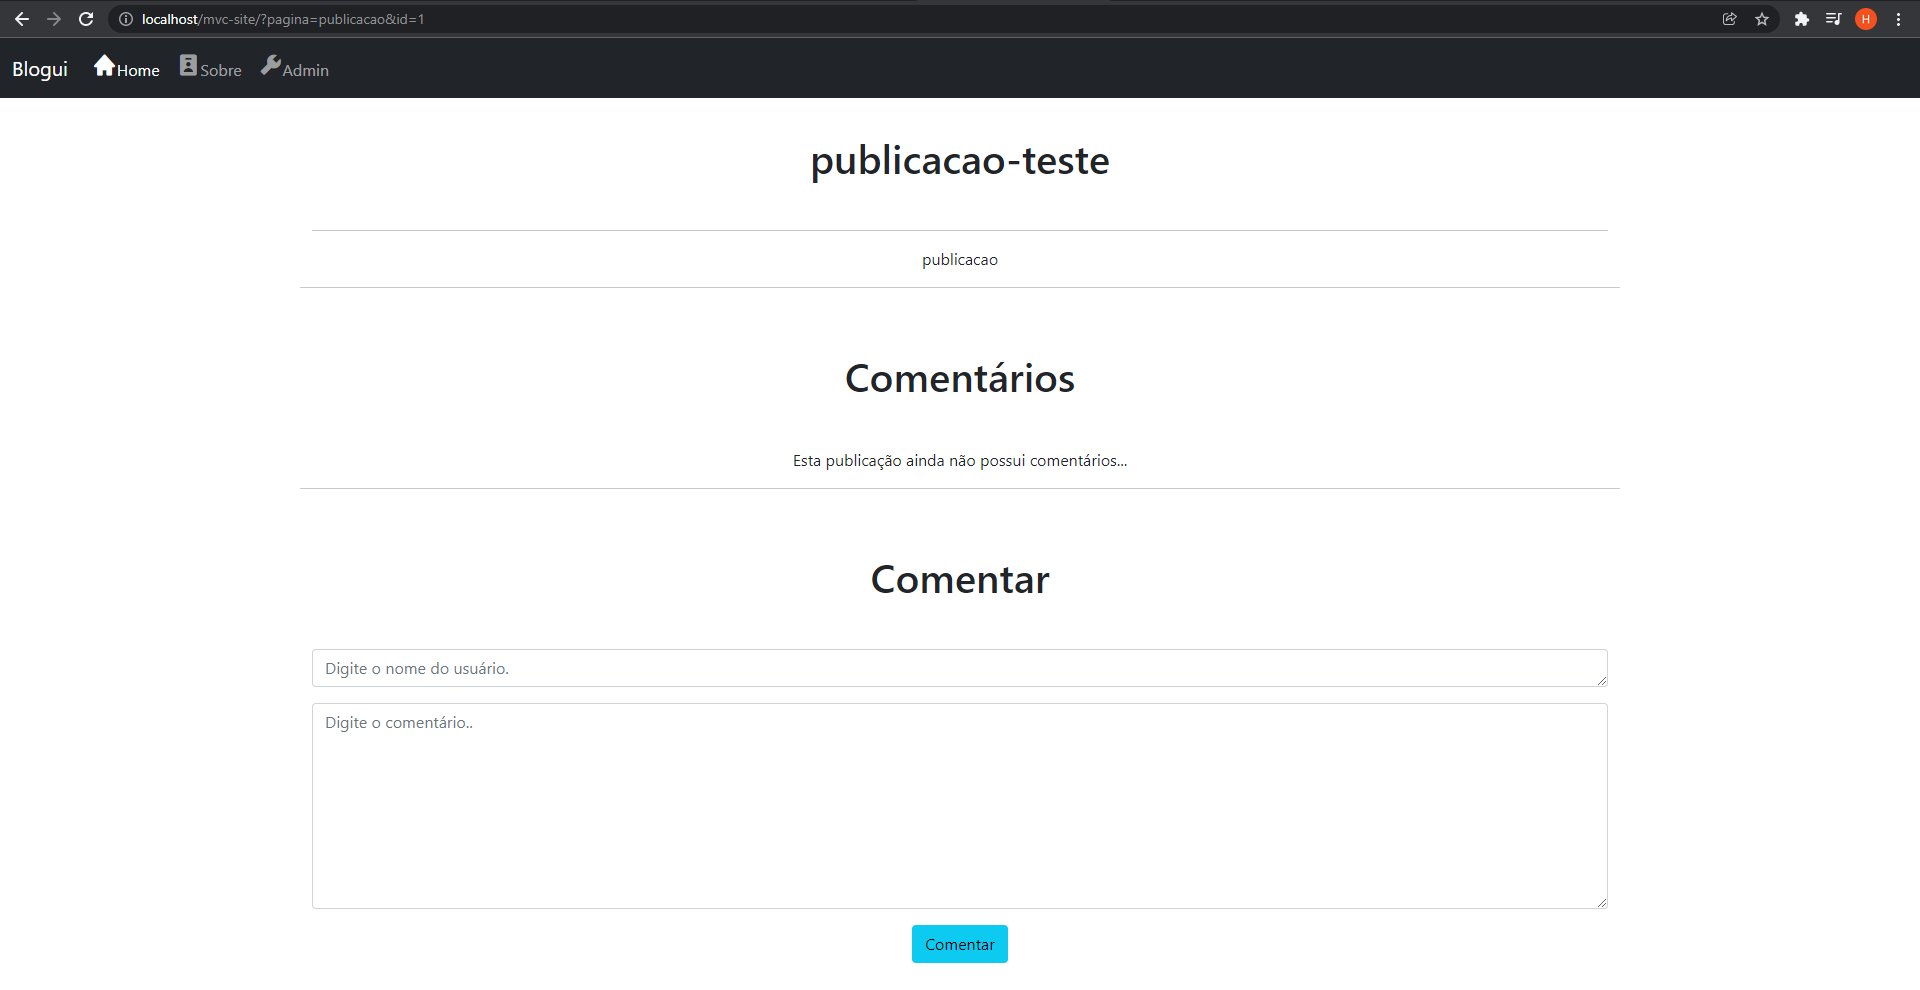 localhost/mvc-site/?pagina=publicacao&id=1
H
Blogui Home Sobre Admin
publicacao-teste
publicacao
Comentários
Esta publicação ainda não possui comentários...
Comentar
Digite o nome do usuário.
Digite o comentário..
Comentar